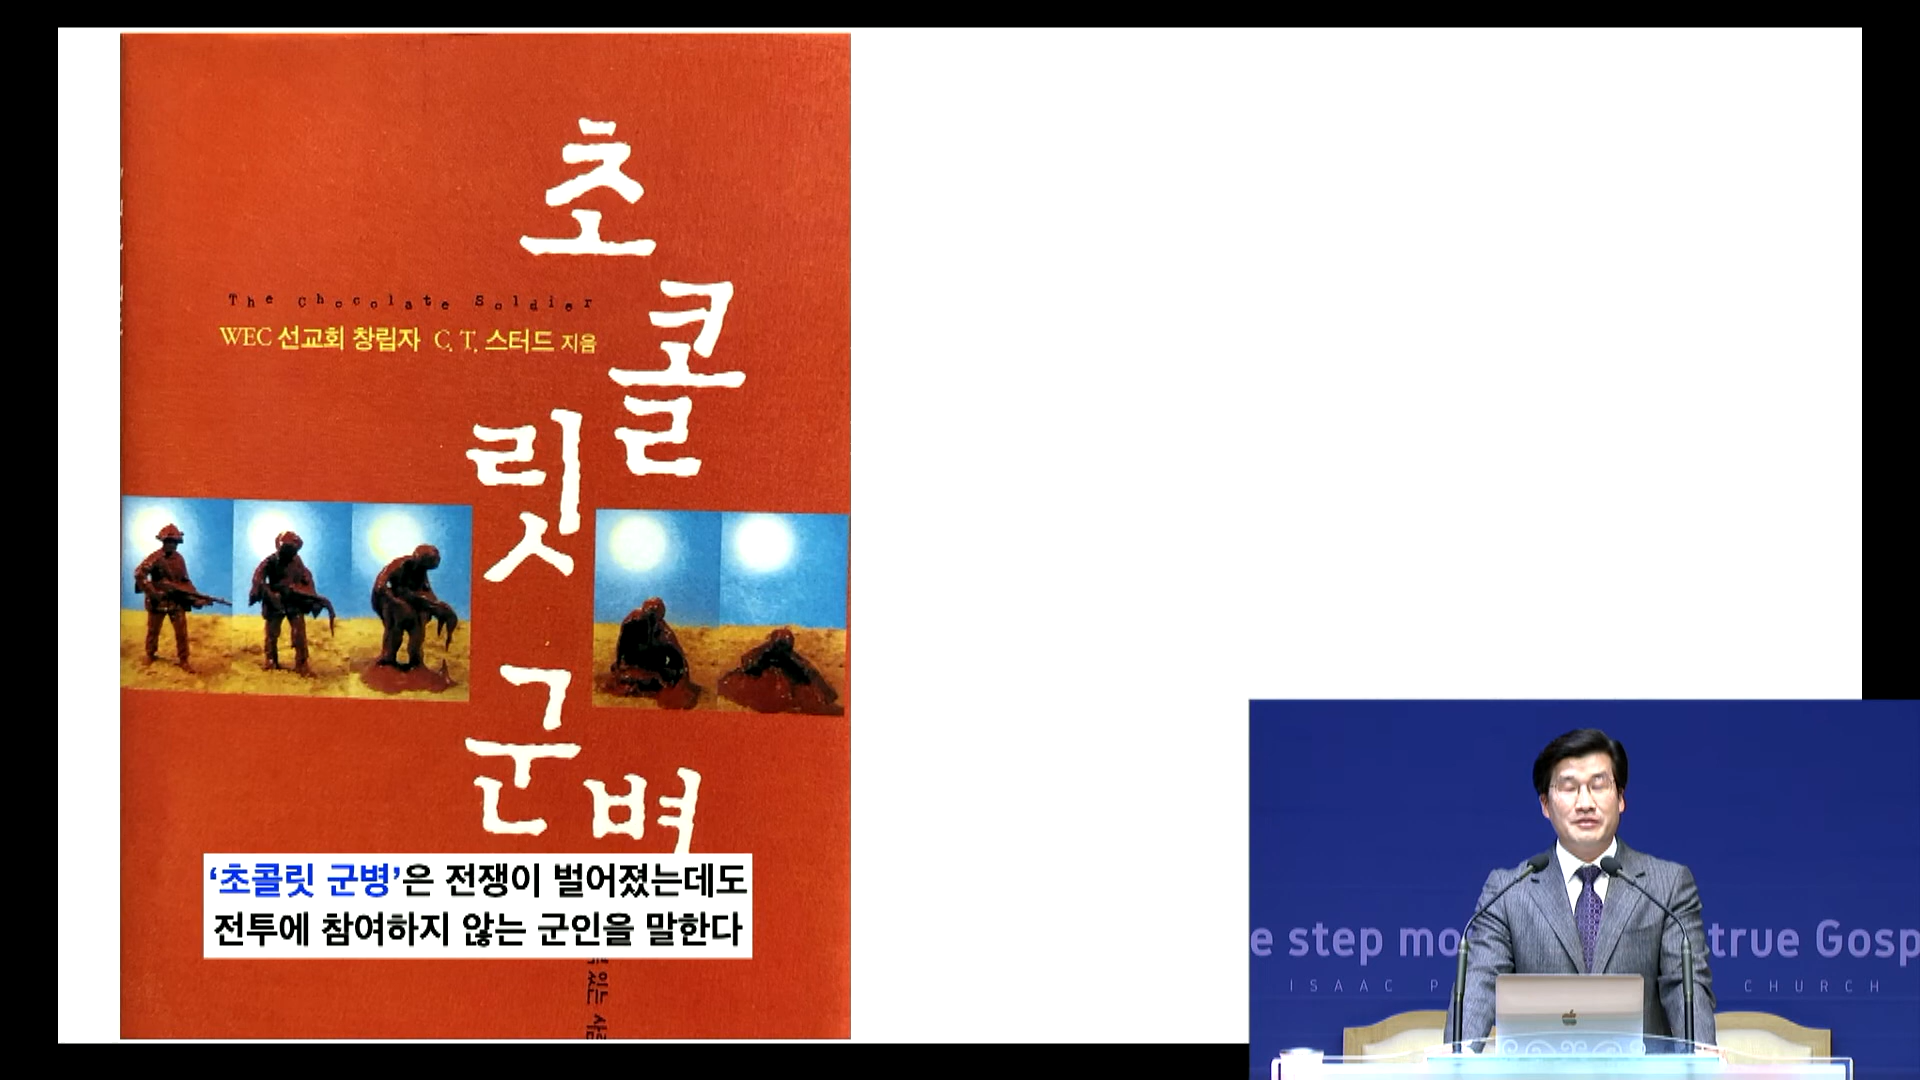 초콜릿 군병
The Chocolate Soldier
WEC 선교회 창립자 C. T. 스터드 지음
‘초콜릿 군병’은 전쟁이 벌어졌는데도
전투에 참여하지 않는 군인을 말한다
있는
e step mo
true Gosp
ISAAC P
CHURCH